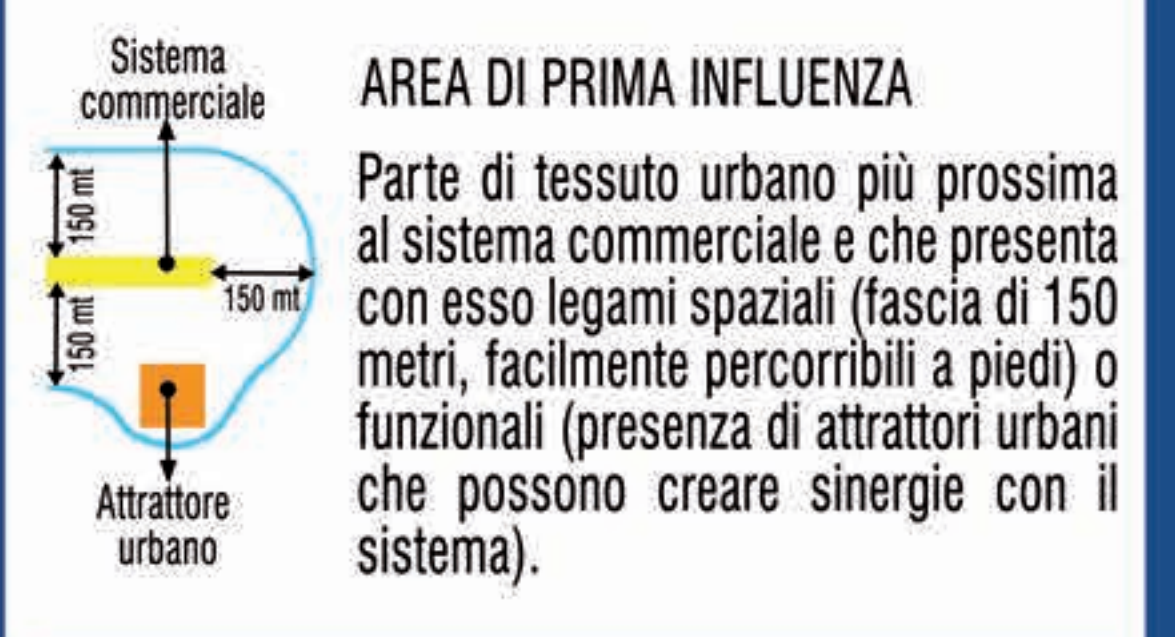 Sistema
commerciale
150 mt
150 mt
150 mt
Attrattore
urbano
AREA DI PRIMA INFLUENZA
Parte di tessuto urbano più prossima
al sistema commerciale e che presenta
con esso legami spaziali (fascia di 150
metri, facilmente percorribili a piedi) o
funzionali (presenza di attrattori urbani
che possono creare sinergie con il
sistema).